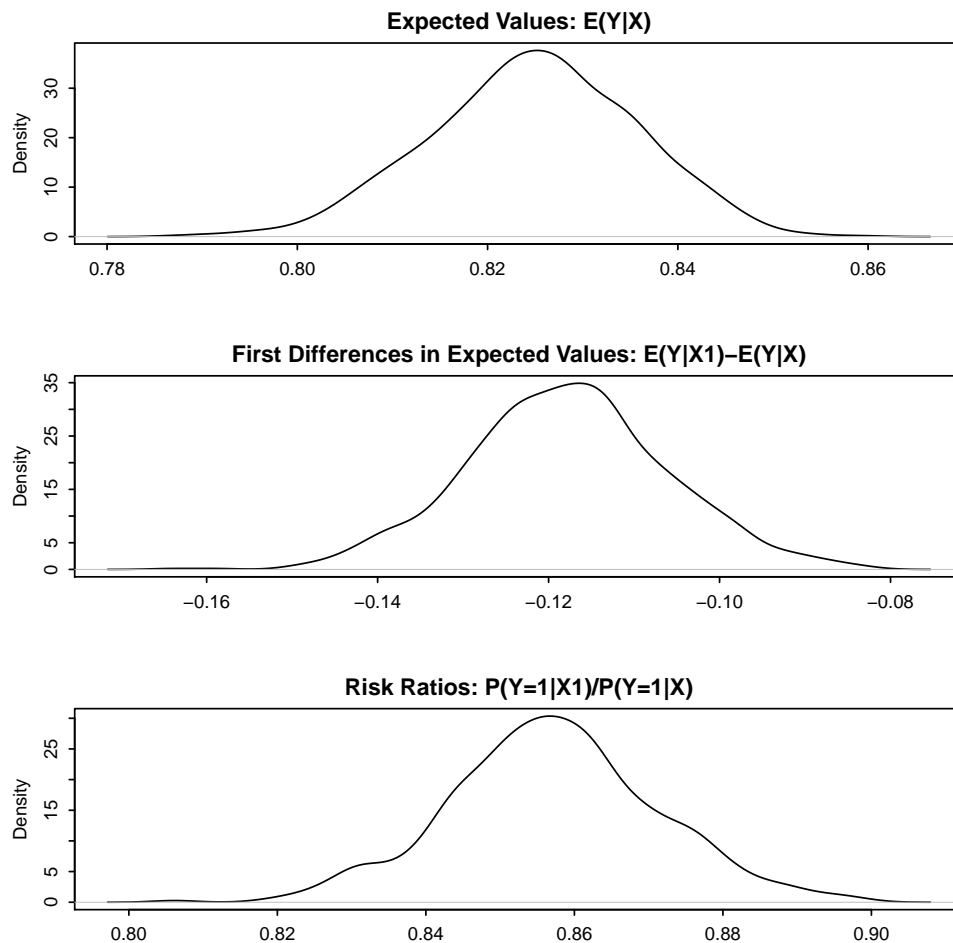 Expected Values: E(Y|X)
Density
0
10
20
30
0.78 0.80 0.82 0.84 0.86
First Differences in Expected Values: E(Y|X1)−E(Y|X)
Density
0
5
15
25
35
−0.16 −0.14 −0.12 −0.10 −0.08
Risk Ratios: P(Y=1|X1)/P(Y=1|X)
Density
0
5
15
25
0.80 0.82 0.84 0.86 0.88 0.90